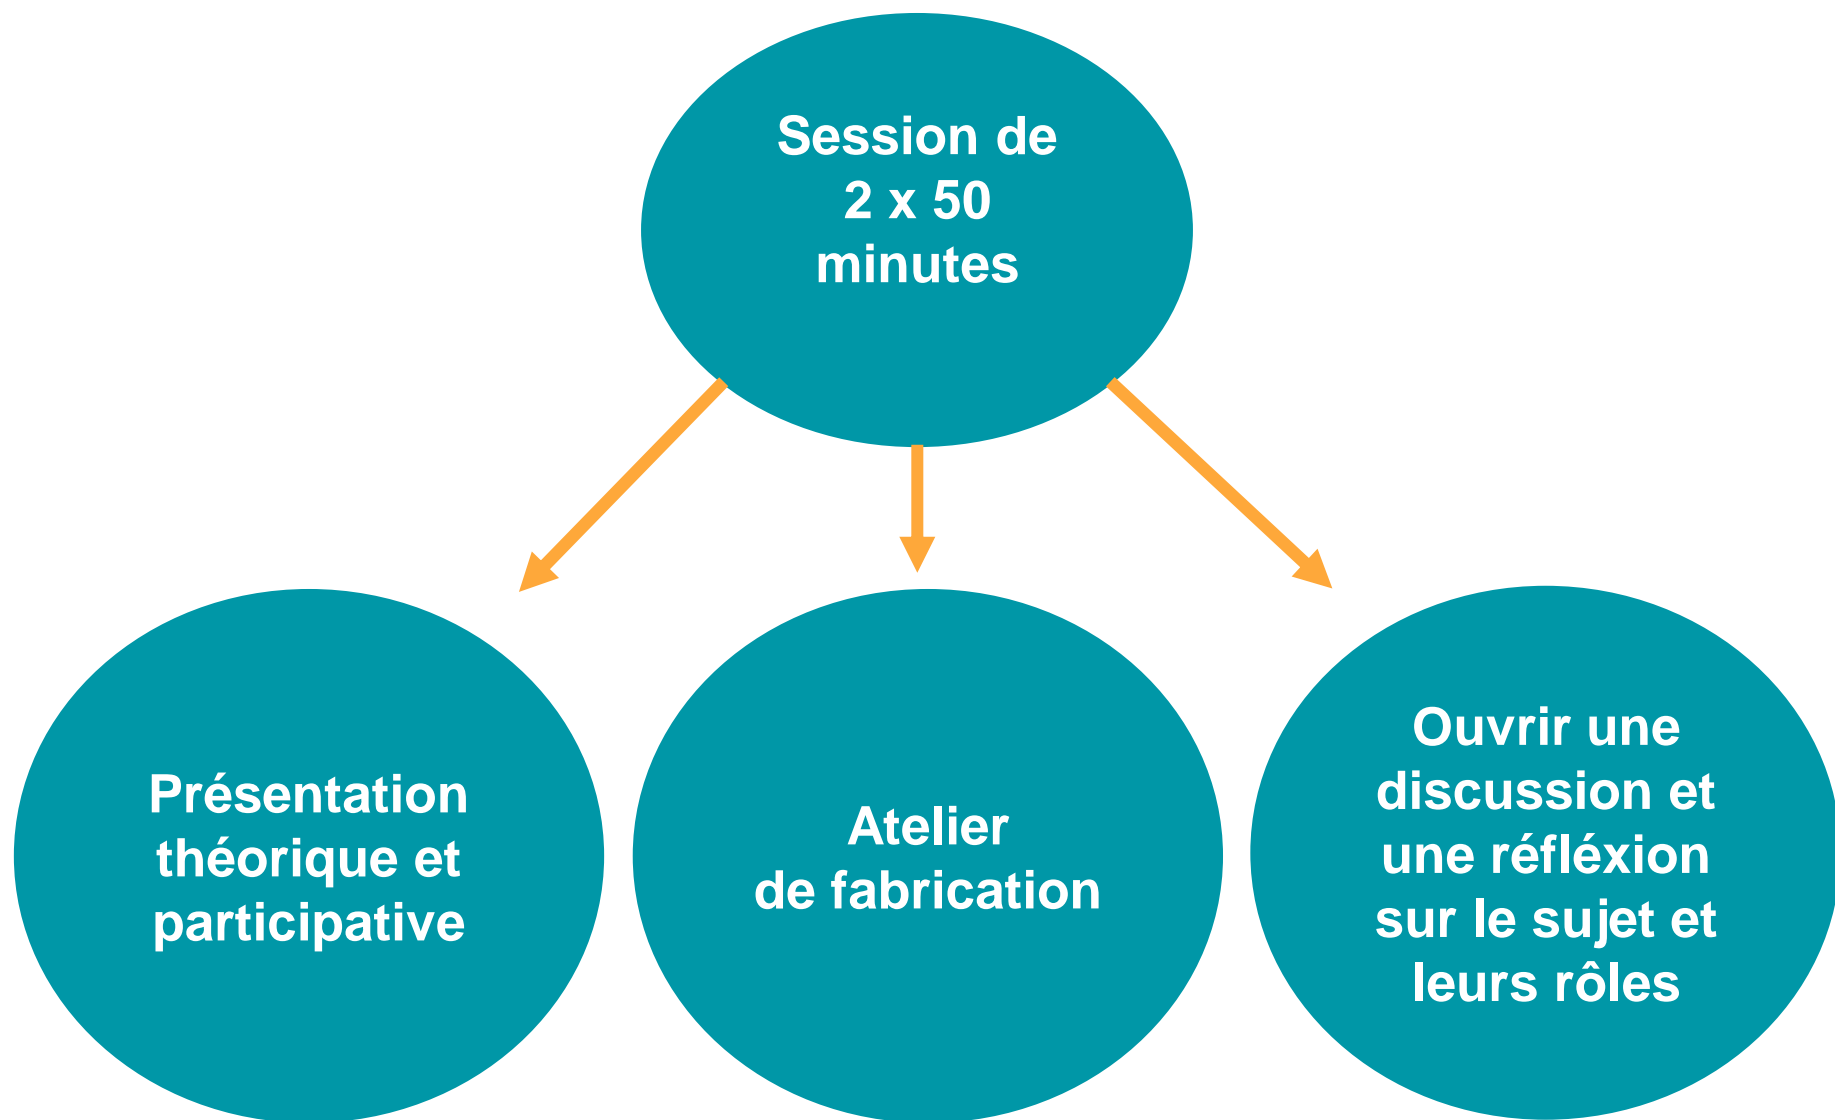 Session de
2 x 50
minutes
Présentation
théorique et
participative
Atelier
de fabrication
Ouvrir une
discussion et
une réfléxion
sur le sujet et
leurs rôles